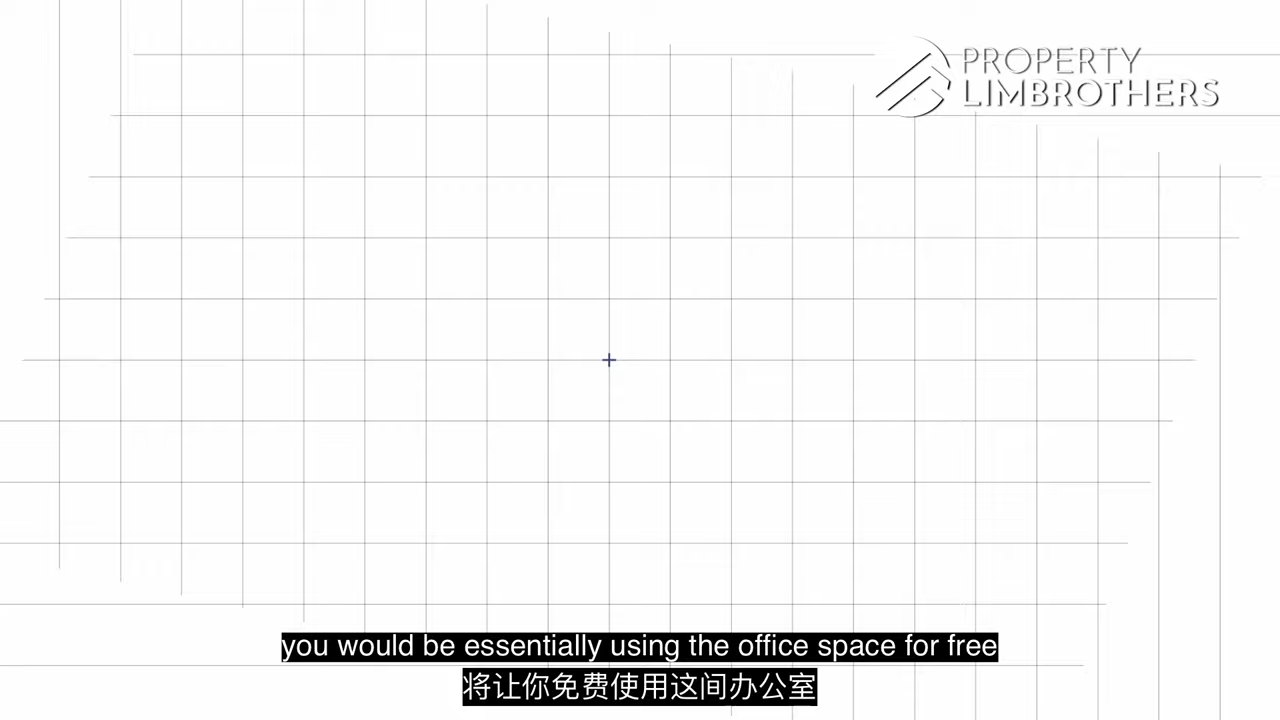 PROPERTY
LIMBROTHERS
you would be essentially using the office space for free
将让你免费使用这间办公室